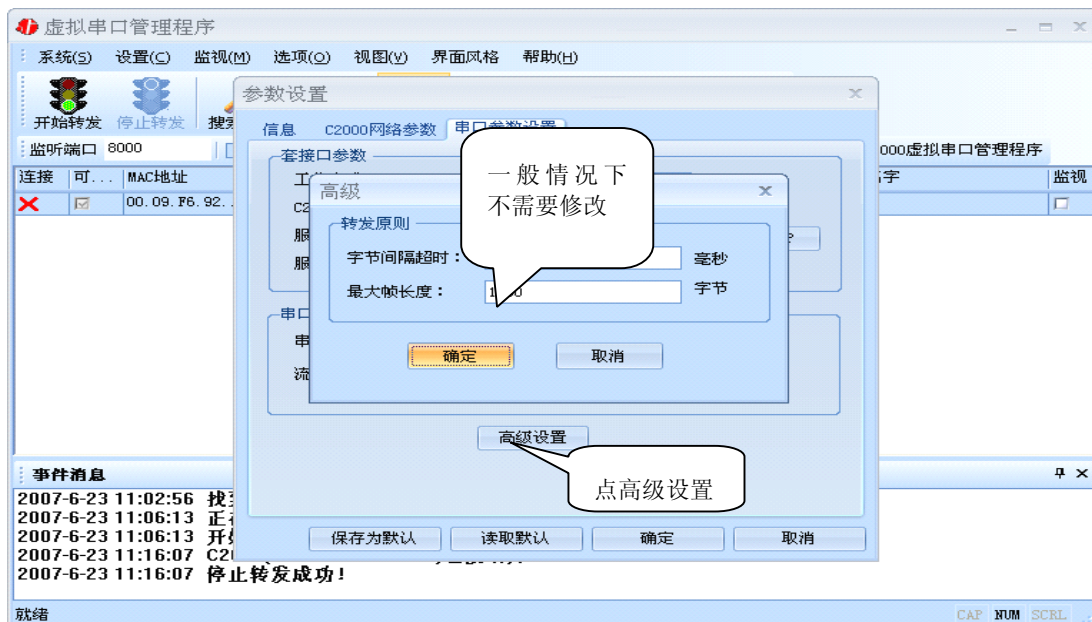 虚拟串口管理程序
系统(S) 设置(C) 监视(M) 选项(O) 视图(V) 界面风格 帮助(H)
开始转发 停止转发
监听端口 8000
000虚拟串口管理程序
连接 可... MAC地址
字 监视
00.09.F6.92.
参数设置
信息 C2000网络参数 串口参数设置
套接口参数
C2
服
服
串口
串
流
高级
转发原则
字节间隔超时: 毫秒
最大帧长度: 字节
确定 取消
一般情况下
不需要修改
高级设置
点高级设置
保存为默认 读取默认 确定 取消
事件消息
2007-6-23 11:02:56
2007-6-23 11:06:13
2007-6-23 11:06:13
2007-6-23 11:16:07 C2
2007-6-23 11:16:07 停止转发成功!
就绪
CAP NUM SCRL